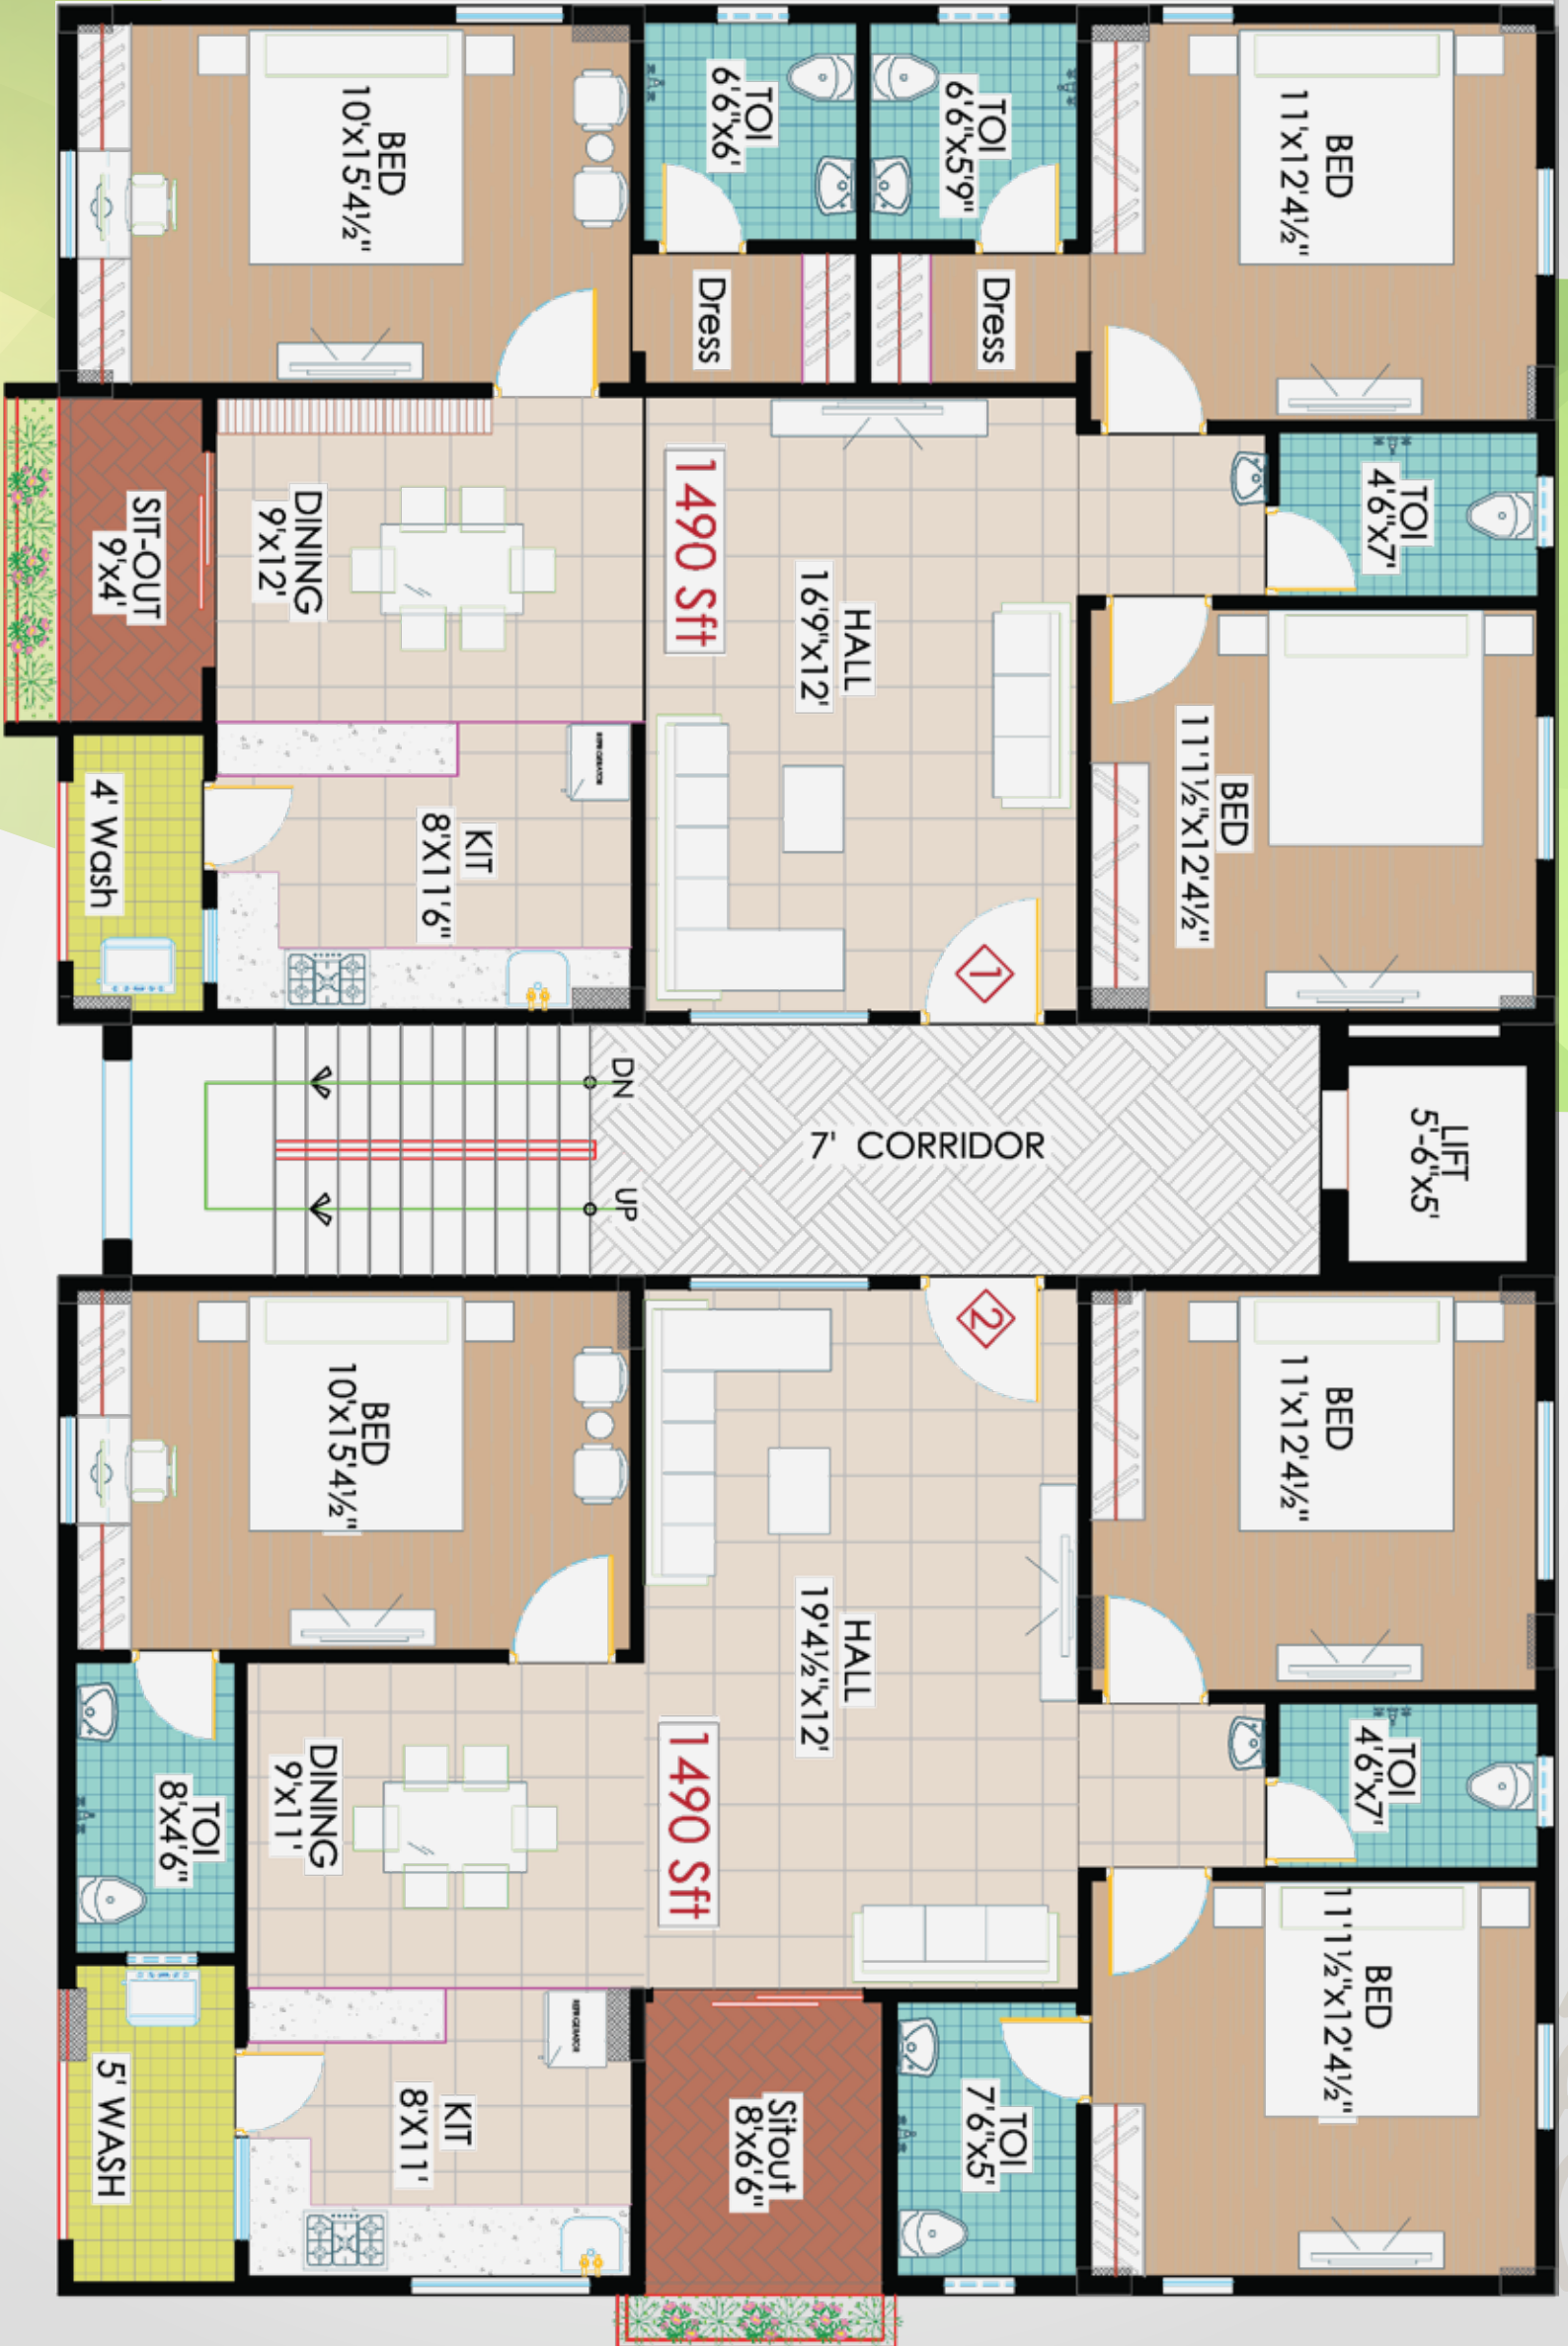 BED
10'x15'4½"
TOI
6'6"x6'
TOI
6'6"x5'9"
BED
11'x12'4½"
Dress
Dress
SIT-OUT
9'x4'
DINING
9'x12'
1490 Sft
HALL
16'9"x12'
TOI
4'6"x7'
BED
11'1½"x12'4½"
4' Wash
KIT
8'X11'6"
REFRIGERATOR
1
DN
UP
7' CORRIDOR
LIFT
5'-6"x5'
2
BED
10'x15'4½"
BED
11'x12'4½"
HALL
19'4½"x12'
1490 Sft
DINING
9'x11'
TOI
8'x4'6"
TOI
4'6"x7'
BED
11'1½"x12'4½"
5' WASH
KIT
8'X11'
REFRIGERATOR
Sitout
8'x6'6"
TOI
7'6"x5'